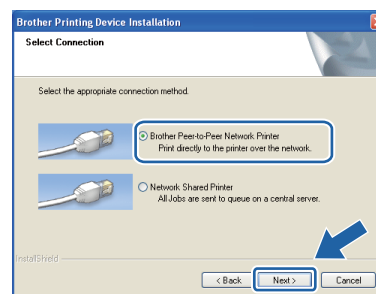 Brother Printing Device Installation
Select Connection
Select the appropriate connection method.
Brother Peer-to-Peer Network Printer
Print directly to the printer over the network.
Network Shared Printer
All Jobs are sent to queue on a central server.
InstallShield
< Back Next > Cancel